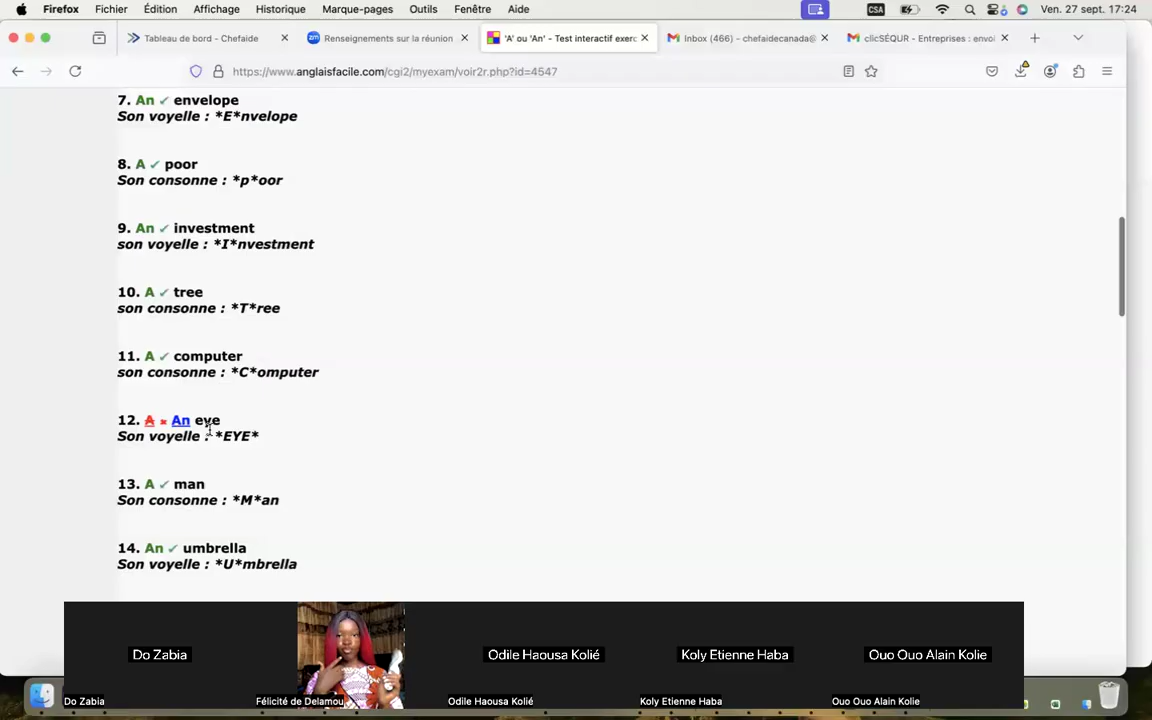 Firefox Fichier Édition Affichage Historique Marque-pages Outils Fenêtre Aide CSA Ven. 27 sept. 17:24
Tableau de bord - Chefaide
zm Renseignements sur la réunion
'A' ou 'An' - Test interactif exerc
Inbox (466) - chefaidecanada@
clicSÉQUR - Entreprises : envoi
https://www.anglaisfacile.com/cgi2/myexam/voir2r.php?id=4547
7. An ✓ envelope
Son voyelle : *E*nvelope
8. A ✓ poor
Son consonne : *p*oor
9. An ✓ investment
son voyelle : *I*nvestment
10. A ✓ tree
son consonne : *T*ree
11. A ✓ computer
son consonne : *C*omputer
12. A × An eye
Son voyelle : *EYE*
13. A ✓ man
Son consonne : *M*an
14. An ✓ umbrella
Son voyelle : *U*mbrella
Do Zabia
Odile Haousa Kolié
Koly Etienne Haba
Ouo Ouo Alain Kolie
Do Zabia
Félicité de Delamou
Odile Haousa Kolié
Koly Etienne Haba
Ouo Ouo Alain Kolie